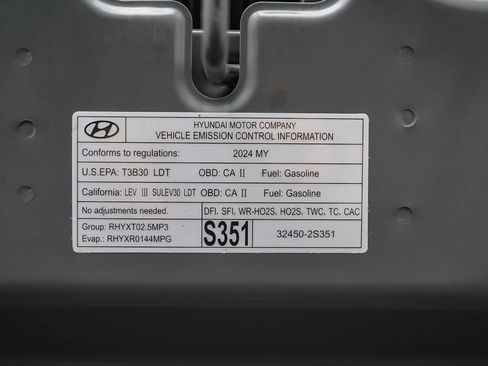 HYUNDAI MOTOR COMPANY
VEHICLE EMISSION CONTROL INFORMATION
Conforms to regulations: 2024 MY
U.S.EPA: T3B30 LDT OBD: CA II Fuel: Gasoline
California: LEV III SULEV30 LDT OBD: CA II Fuel: Gasoline
No adjustments needed. DFI, SFI, WR-HO2S, HO2S, TWC, TC, CAC
Group: RHYXT02.5MP3
Evap.: RHYXR0144MPG
S351 32450-2S351